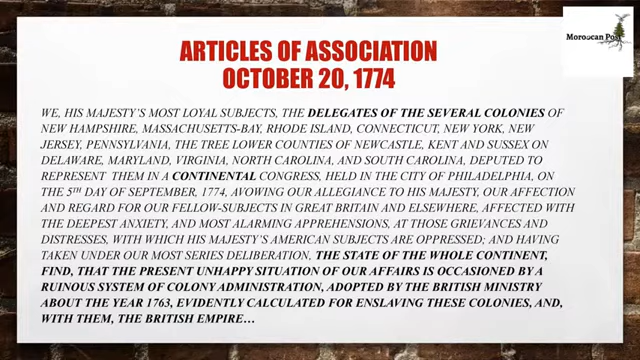 Moroccan Post
ARTICLES OF ASSOCIATION
OCTOBER 20, 1774
WE, HIS MAJESTY'S MOST LOYAL SUBJECTS, THE DELEGATES OF THE SEVERAL COLONIES OF
NEW HAMPSHIRE, MASSACHUSETTS-BAY, RHODE ISLAND, CONNECTICUT, NEW YORK, NEW
JERSEY, PENNSYLVANIA, THE TREE LOWER COUNTIES OF NEWCASTLE, KENT AND SUSSEX ON
DELAWARE, MARYLAND, VIRGINIA, NORTH CAROLINA, AND SOUTH CAROLINA, DEPUTED TO
REPRESENT THEM IN A CONTINENTAL CONGRESS, HELD IN THE CITY OF PHILADELPHIA, ON
THE 5TH DAY OF SEPTEMBER, 1774, AVOWING OUR ALLEGIANCE TO HIS MAJESTY, OUR AFFECTION
AND REGARD FOR OUR FELLOW-SUBJECTS IN GREAT BRITAIN AND ELSEWHERE, AFFECTED WITH
THE DEEPEST ANXIETY, AND MOST ALARMING APPREHENSIONS, AT THOSE GRIEVANCES AND
DISTRESSES, WITH WHICH HIS MAJESTY'S AMERICAN SUBJECTS ARE OPPRESSED; AND HAVING
TAKEN UNDER OUR MOST SERIES DELIBERATION, THE STATE OF THE WHOLE CONTINENT,
FIND, THAT THE PRESENT UNHAPPY SITUATION OF OUR AFFAIRS IS OCCASIONED BY A
RUINOUS SYSTEM OF COLONY ADMINISTRATION, ADOPTED BY THE BRITISH MINISTRY
ABOUT THE YEAR 1763, EVIDENTLY CALCULATED FOR ENSLAVING THESE COLONIES, AND,
WITH THEM, THE BRITISH EMPIRE…